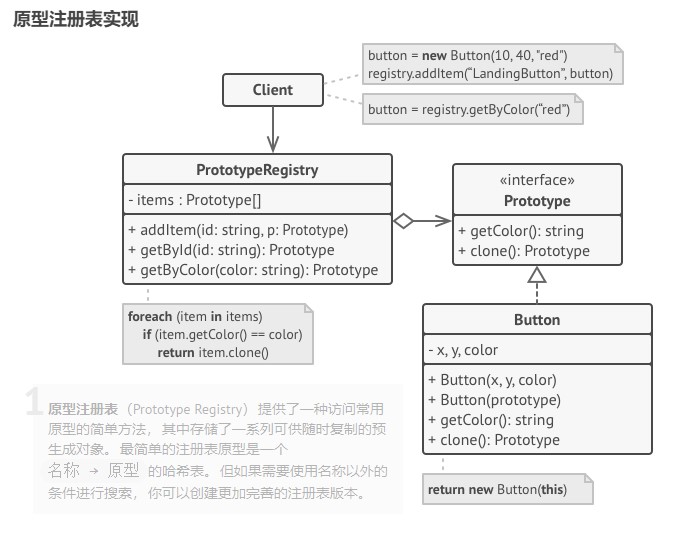 原型注册表实现
button = new Button(10, 40, "red")
registry.addItem(“LandingButton”, button)
Client
button = registry.getByColor(“red”)
PrototypeRegistry
- items : Prototype[]
+ addItem(id: string, p: Prototype)
+ getById(id: string): Prototype
+ getByColor(color: string): Prototype
«interface»
Prototype
+ getColor(): string
+ clone(): Prototype
foreach (item in items)
if (item.getColor() == color)
return item.clone()
Button
- x, y, color
+ Button(x, y, color)
+ Button(prototype)
+ getColor(): string
+ clone(): Prototype
return new Button(this)
1
原型注册表（Prototype Registry）提供了一种访问常用
原型的简单方法，其中存储了一系列可供随时复制的预
生成对象。最简单的注册表原型是一个
名称 → 原型 的哈希表。但如果需要使用名称以外的
条件进行搜索，你可以创建更加完善的注册表版本。